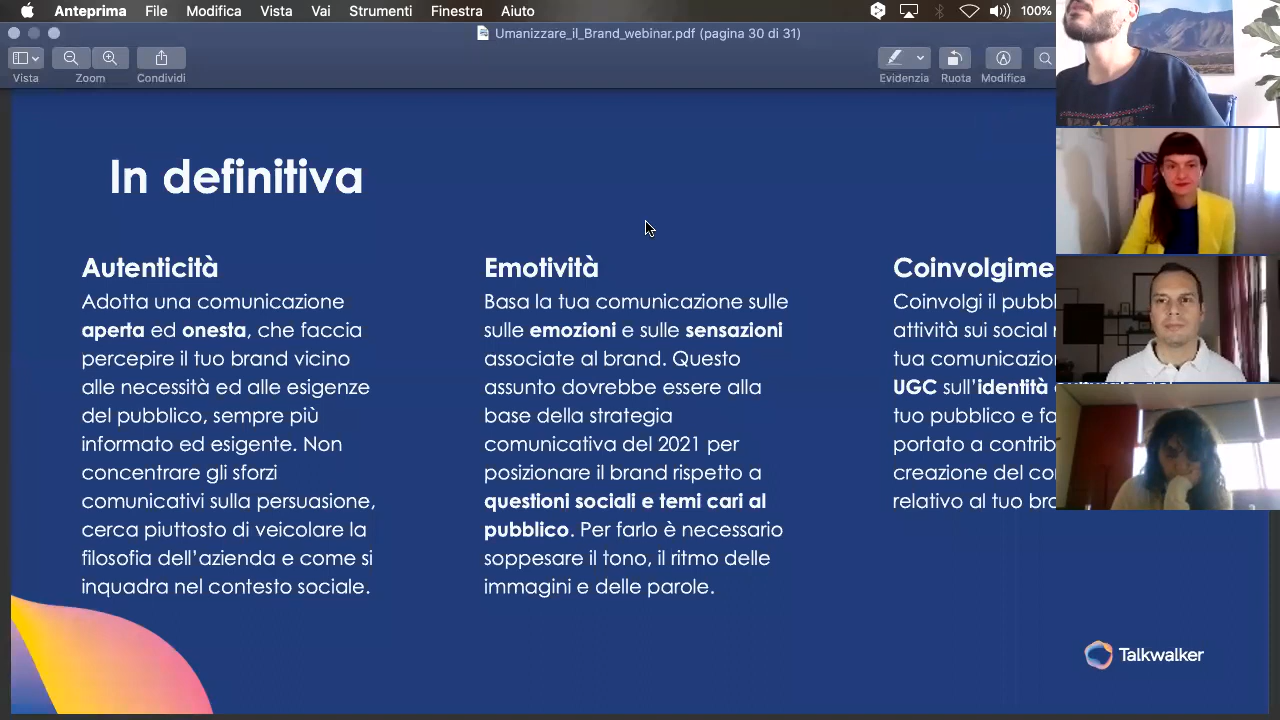 Anteprima File Modifica Vista Vai Strumenti Finestra Aiuto 100%
Umanizzare_il_Brand_webinar.pdf (pagina 30 di 31)
Vista Zoom Condividi Evidenzia Ruota Modifica
In definitiva
Autenticità
Adotta una comunicazione
aperta ed onesta, che faccia
percepire il tuo brand vicino
alle necessità ed alle esigenze
del pubblico, sempre più
informato ed esigente. Non
concentrare gli sforzi
comunicativi sulla persuasione,
cerca piuttosto di veicolare la
filosofia dell'azienda e come si
inquadra nel contesto sociale.
Emotività
Basa la tua comunicazione sulle
sulle emozioni e sulle sensazioni
associate al brand. Questo
assunto dovrebbe essere alla
base della strategia
comunicativa del 2021 per
posizionare il brand rispetto a
questioni sociali e temi cari al
pubblico. Per farlo è necessario
soppesare il tono, il ritmo delle
immagini e delle parole.
Coinvolgime
Coinvolgi il pubbl
attività sui social
tua comunicazio
UGC sull'identità
tuo pubblico e fa
portato a contrib
creazione del co
relativo al tuo bra
Talkwalker